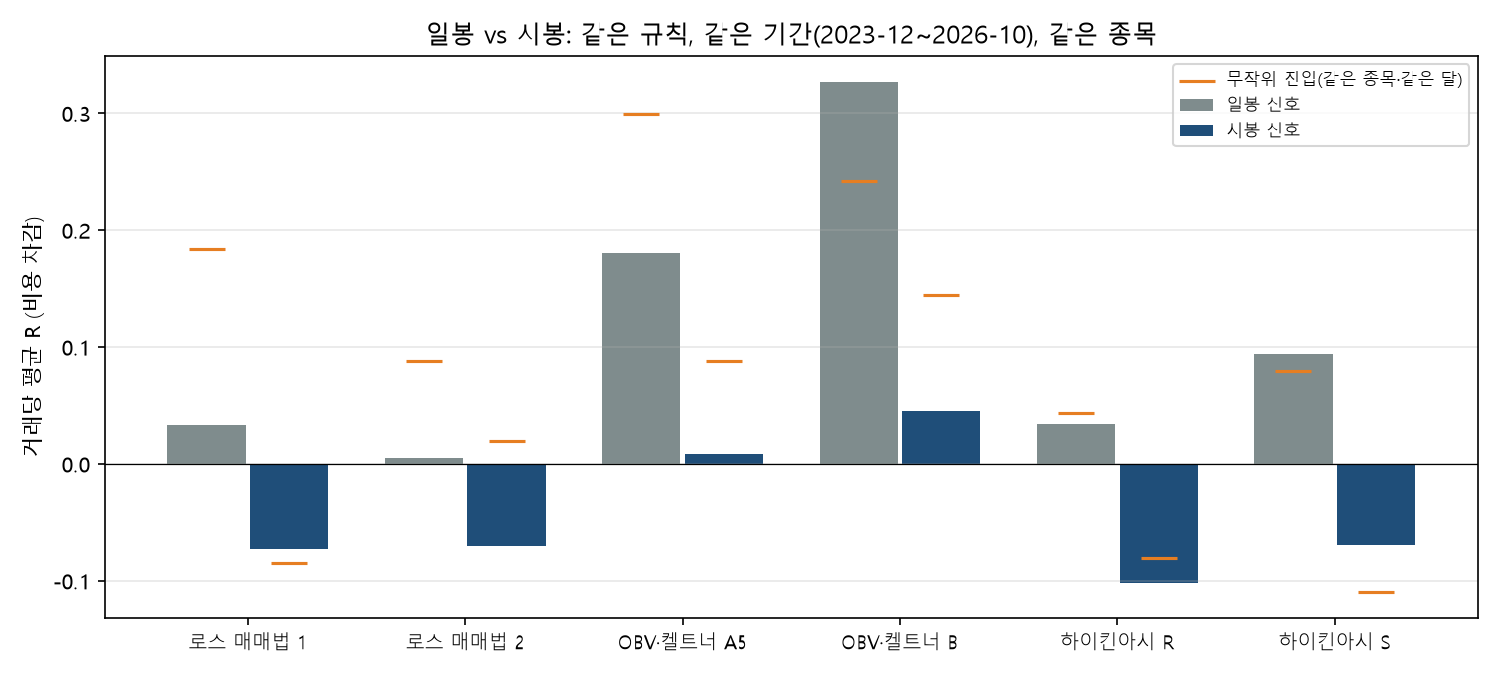 일봉 vs 시봉: 같은 규칙, 같은 기간(2023-12~2026-10), 같은 종목
무작위 진입(같은 종목·같은 달)
일봉 신호
시봉 신호
거래당 평균 R (비용 차감)
0.3
0.2
0.1
0.0
-0.1
로스 매매법 1
로스 매매법 2
OBV·켈트너 A5
OBV·켈트너 B
하이킨아시 R
하이킨아시 S